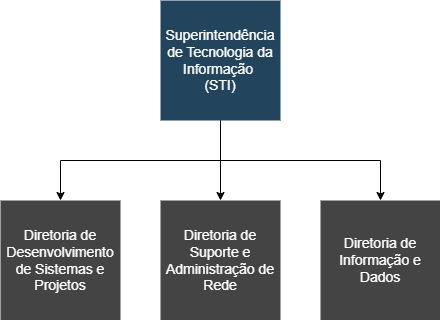 Superintendência
de Tecnologia da
Informação
(STI)
Diretoria de
Desenvolvimento
de Sistemas e
Projetos
Diretoria de
Suporte e
Administração de
Rede
Diretoria de
Informação e
Dados